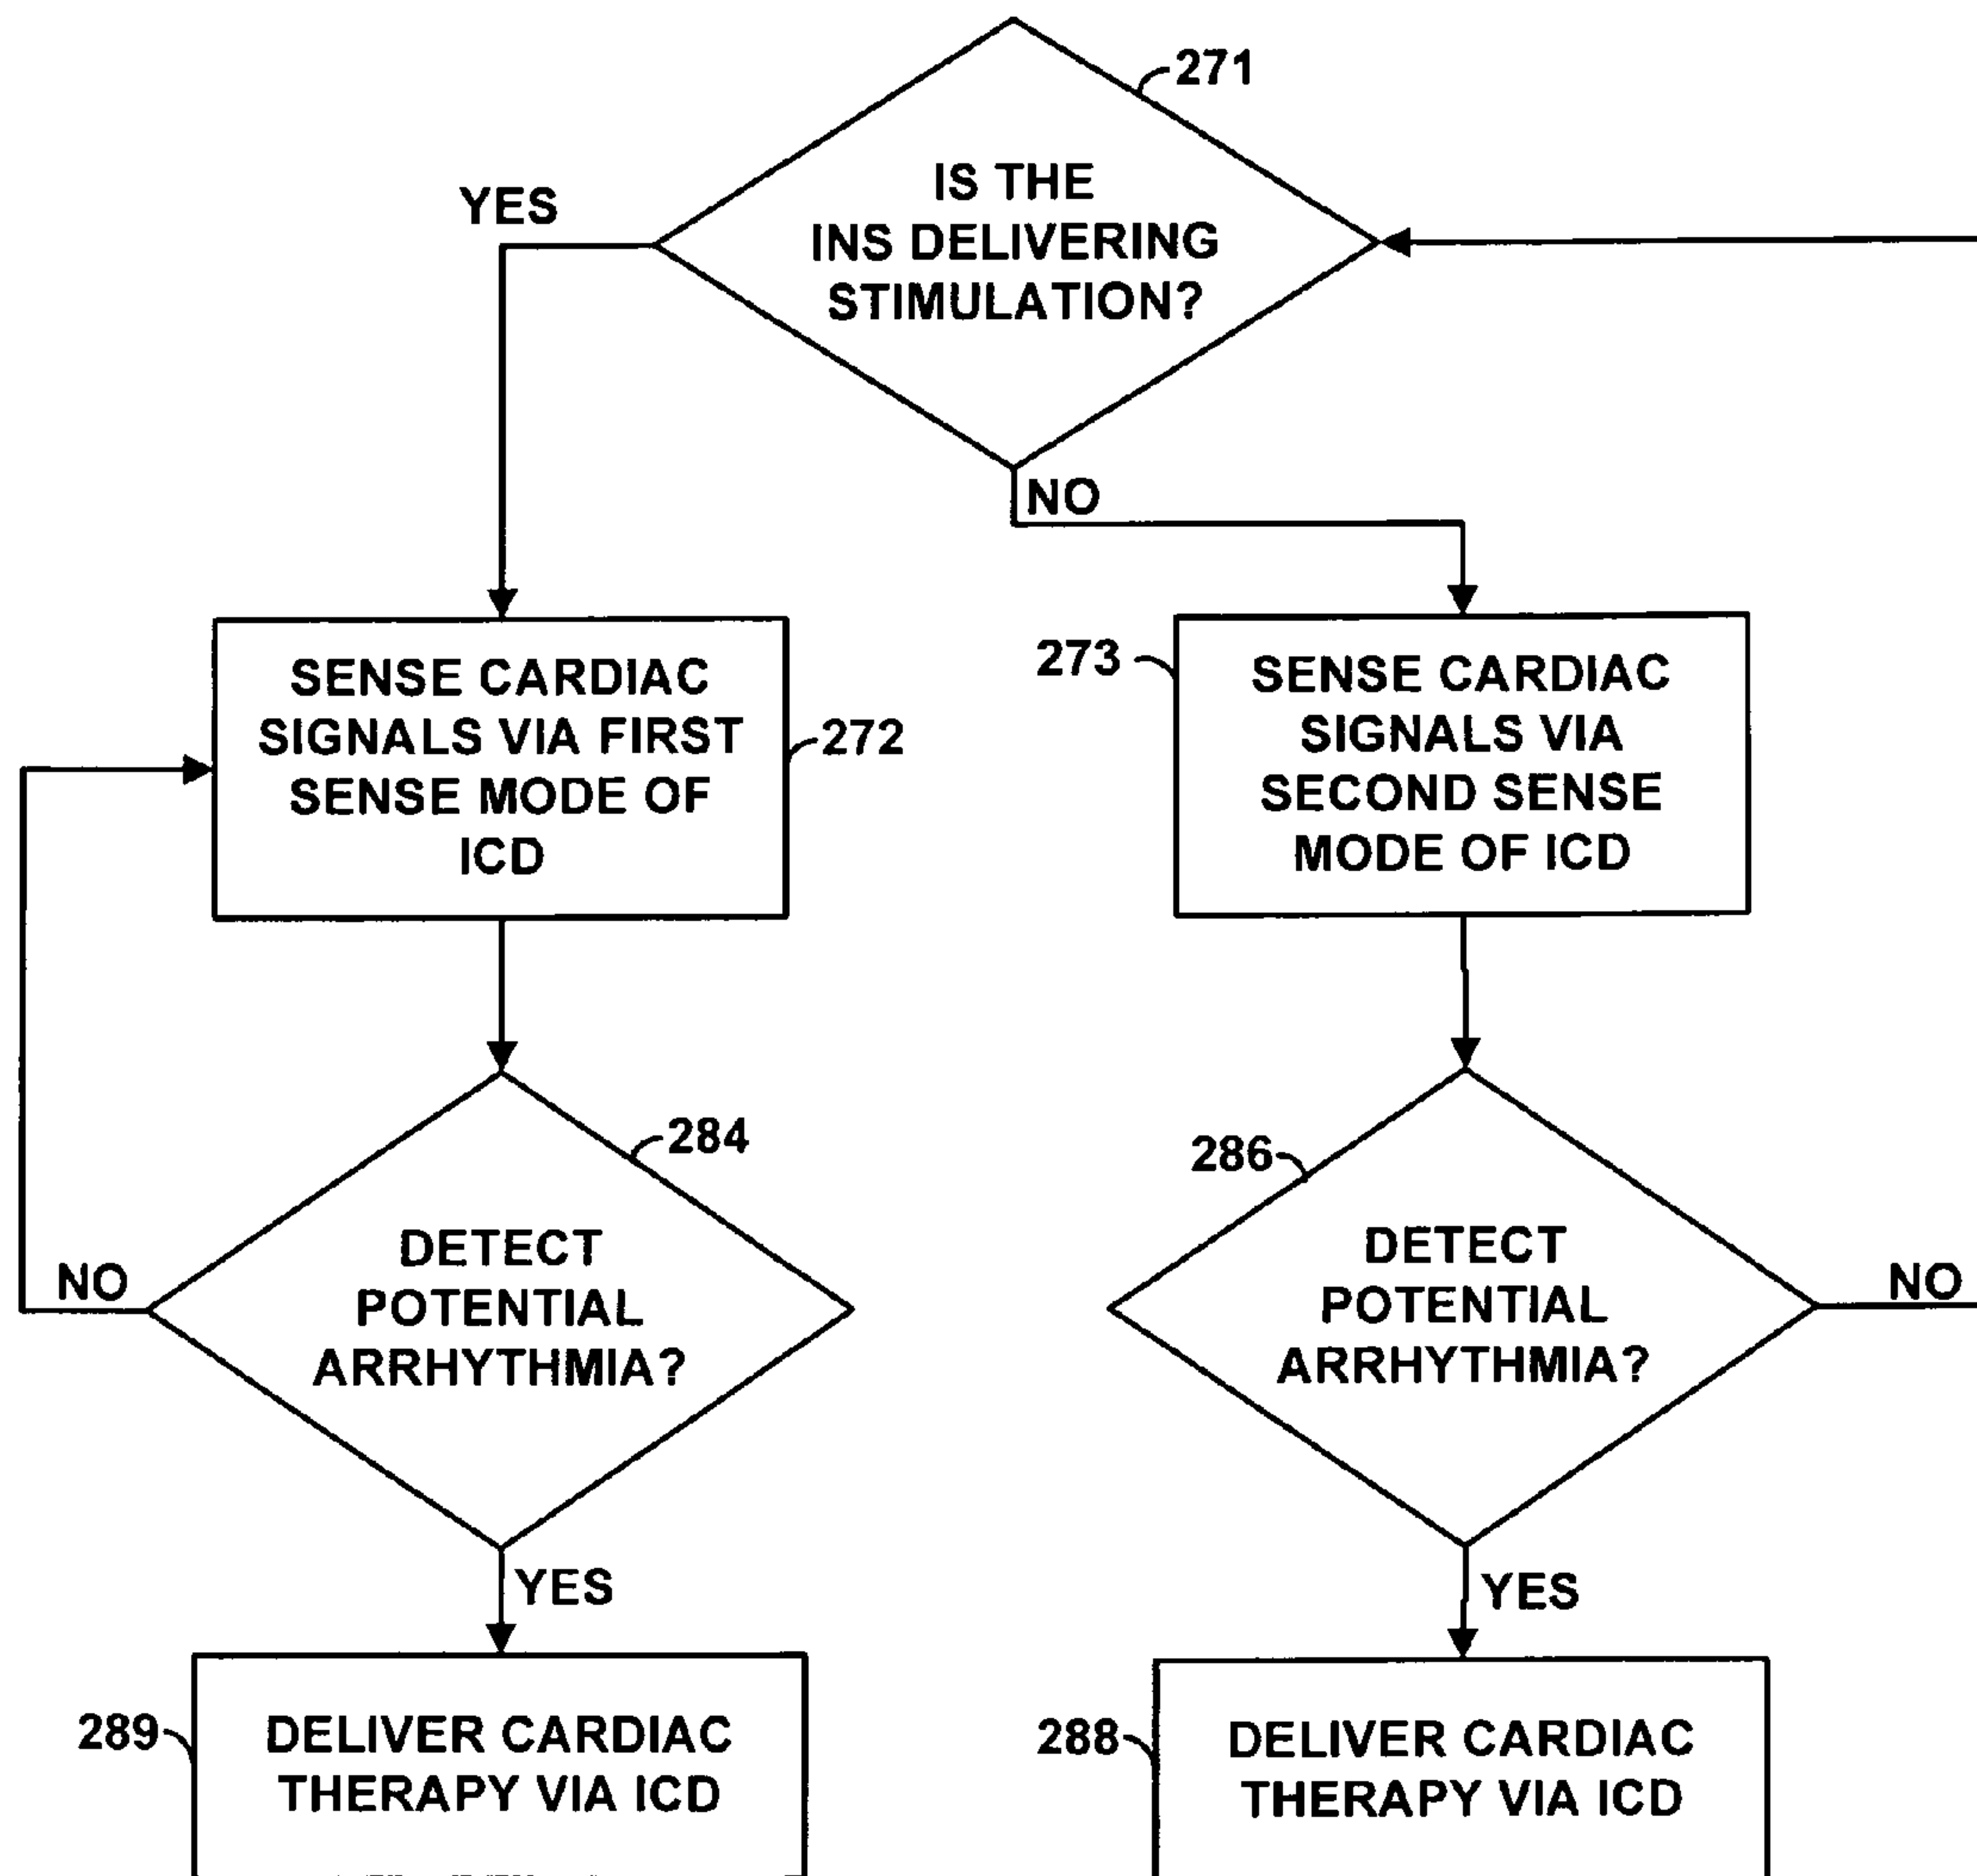 271
IS THE
INS DELIVERING
STIMULATION?
YES
NO
SENSE CARDIAC
SIGNALS VIA FIRST
SENSE MODE OF
ICD
272
273
SENSE CARDIAC
SIGNALS VIA
SECOND SENSE
MODE OF ICD
284
DETECT
POTENTIAL
ARRHYTHMIA?
NO
YES
286
DETECT
POTENTIAL
ARRHYTHMIA?
NO
YES
289
DELIVER CARDIAC
THERAPY VIA ICD
288
DELIVER CARDIAC
THERAPY VIA ICD